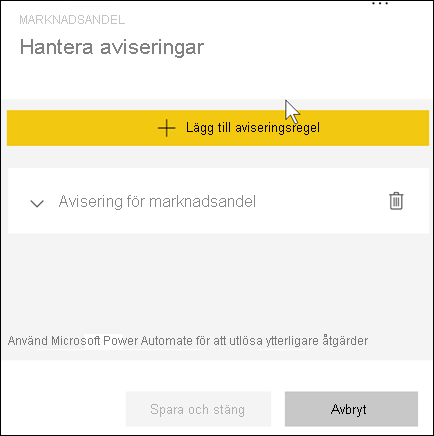 MARKNADSANDEL
Hantera aviseringar
Lägg till aviseringsregel
Avisering för marknadsandel
Använd Microsoft Power Automate för att utlösa ytterligare åtgärder
Spara och stäng
Avbryt